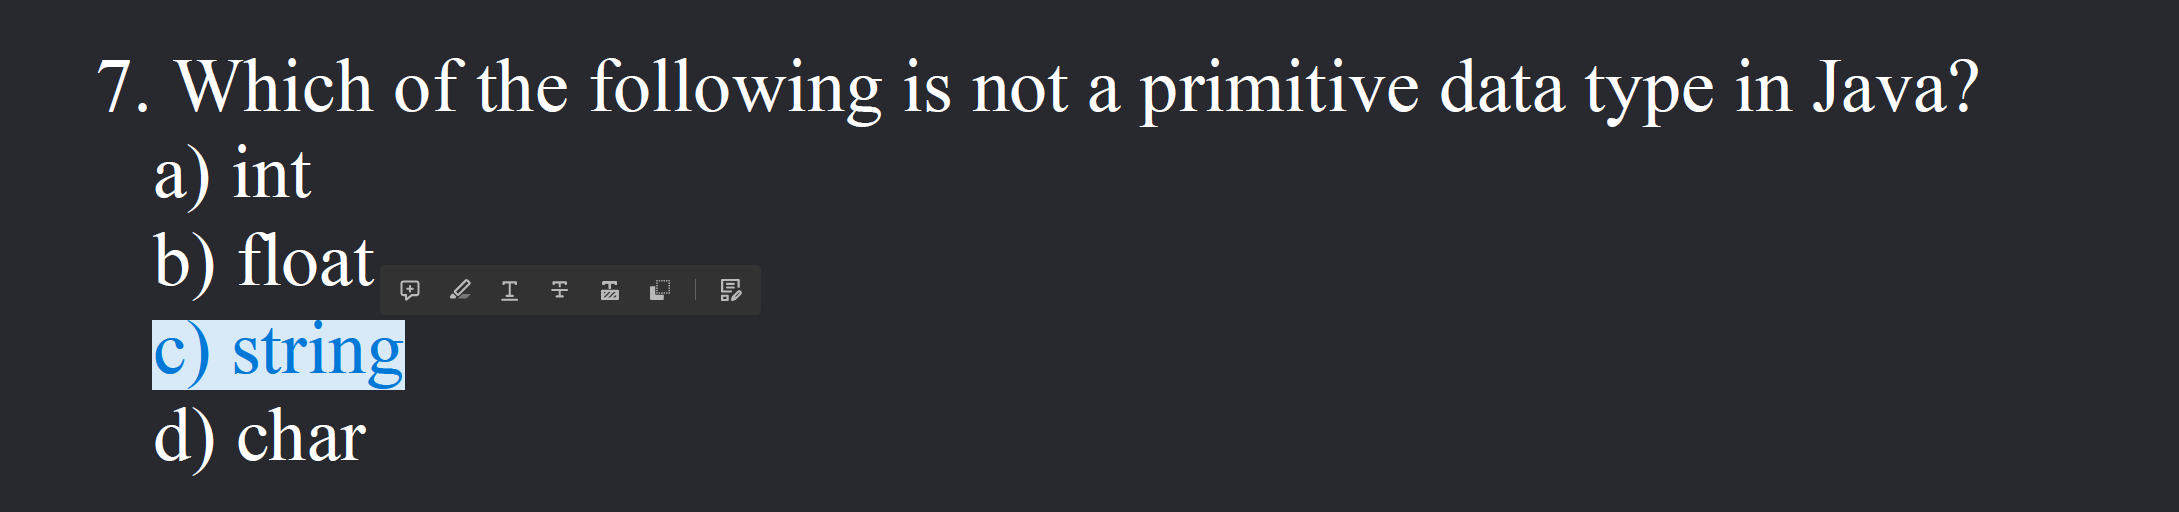 7. Which of the following is not a primitive data type in Java?
a) int
b) float
c) string
d) char